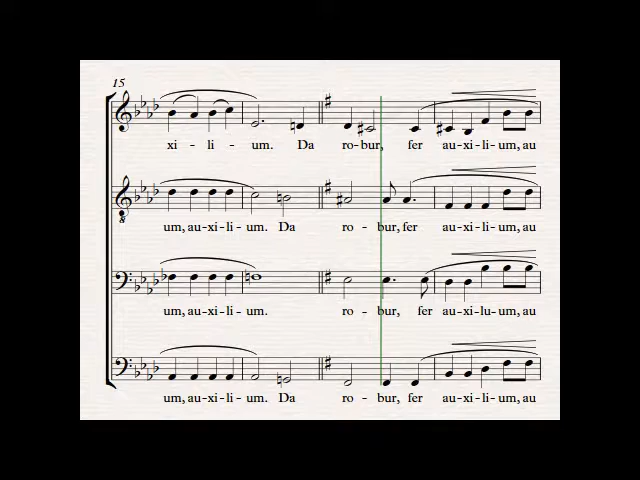 15
xi - li - um. Da ro-bur, fer au-xi-li-um, au
8
um, au-xi-li-um. Da ro - bur, fer au-xi-li-um, au
um, au-xi-li-um. ro - bur, fer au-xi-lu-um, au
um, au-xi-li-um. Da ro - bur, fer au-xi-li-um, au